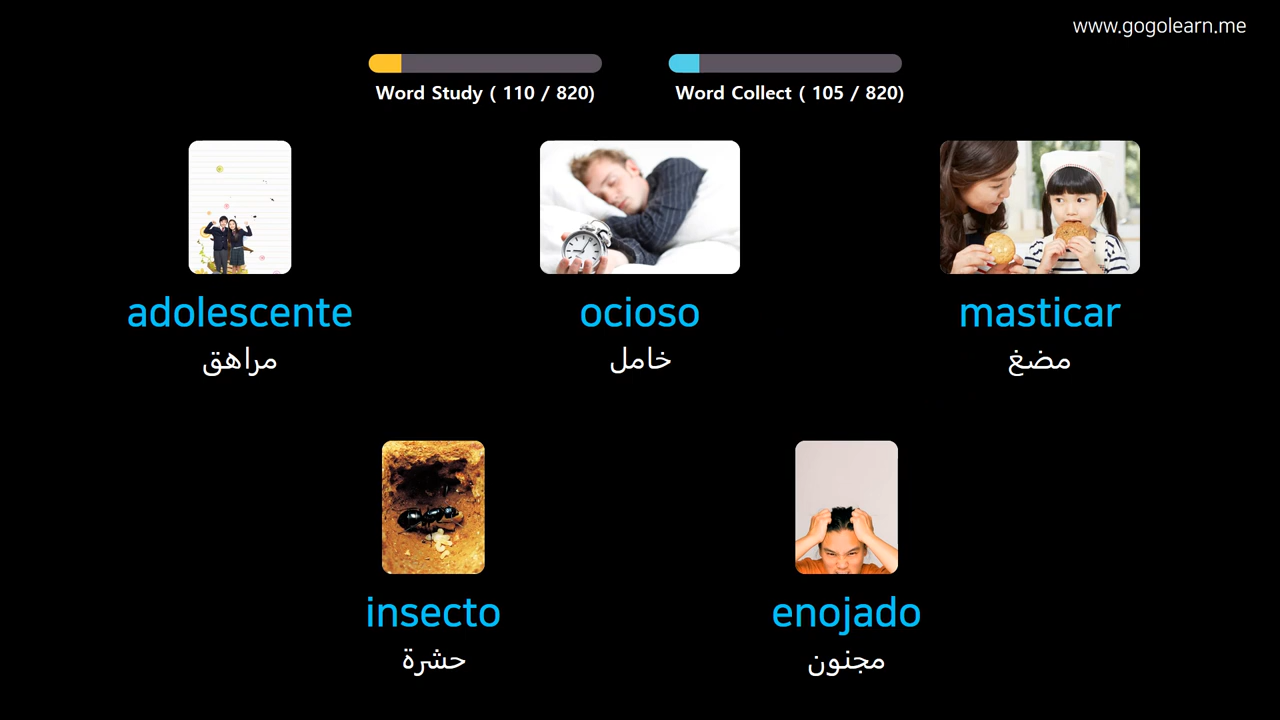 www.gogolearn.me
Word Study ( 110 / 820)
Word Collect ( 105 / 820)
adolescente
مراهق
ocioso
خامل
masticar
مضغ
insecto
حشرة
enojado
مجنون